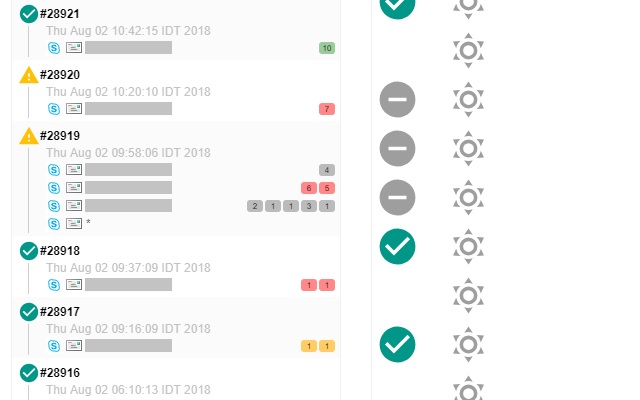 #28921
Thu Aug 02 10:42:15 IDT 2018
10
#28920
Thu Aug 02 10:20:10 IDT 2018
7
#28919
Thu Aug 02 09:58:06 IDT 2018
4
6 5
2 1 1 3 1
*
#28918
Thu Aug 02 09:37:09 IDT 2018
1 1
#28917
Thu Aug 02 09:16:09 IDT 2018
1 1
#28916
Thu Aug 02 06:10:13 IDT 2018